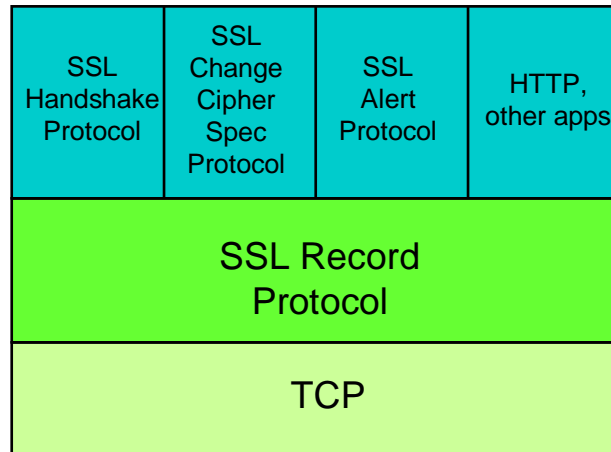 SSL
Handshake
Protocol
SSL
Change
Cipher
Spec
Protocol
SSL
Alert
Protocol
HTTP,
other apps
SSL Record
Protocol
TCP